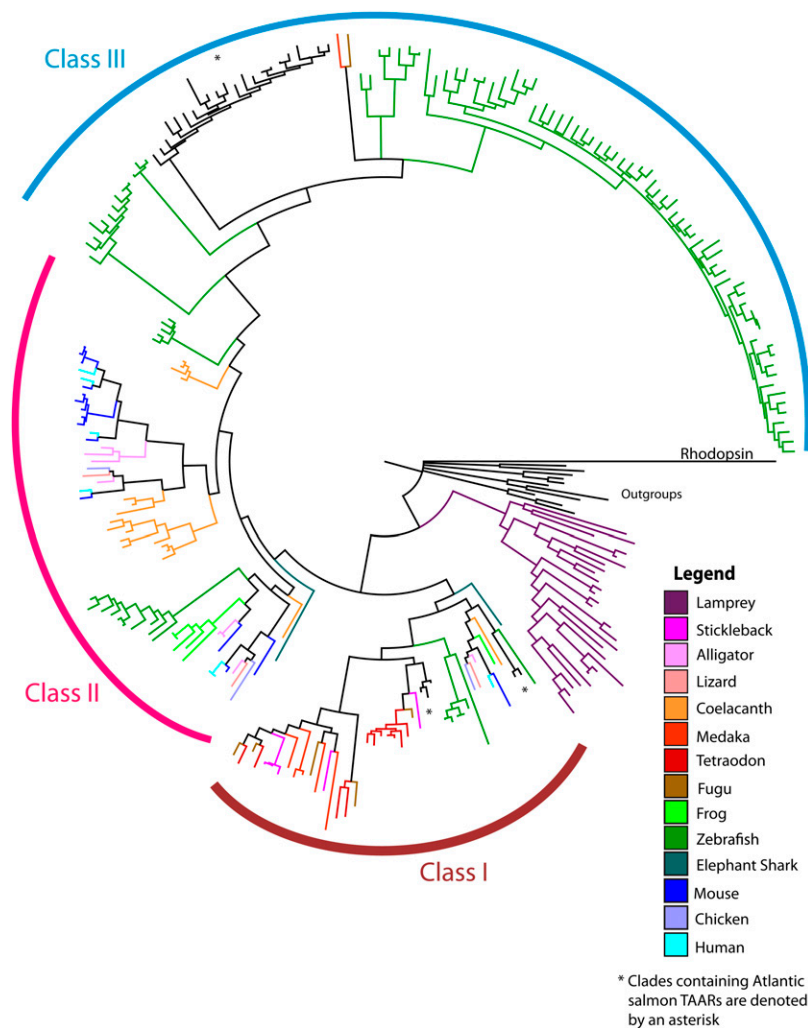 Class III
*
Rhodopsin
Outgroups
Class II
*
*
Class I
Legend
Lamprey
Stickleback
Alligator
Lizard
Coelacanth
Medaka
Tetraodon
Fugu
Frog
Zebrafish
Elephant Shark
Mouse
Chicken
Human
* Clades containing Atlantic
salmon TAARs are denoted
by an asterisk